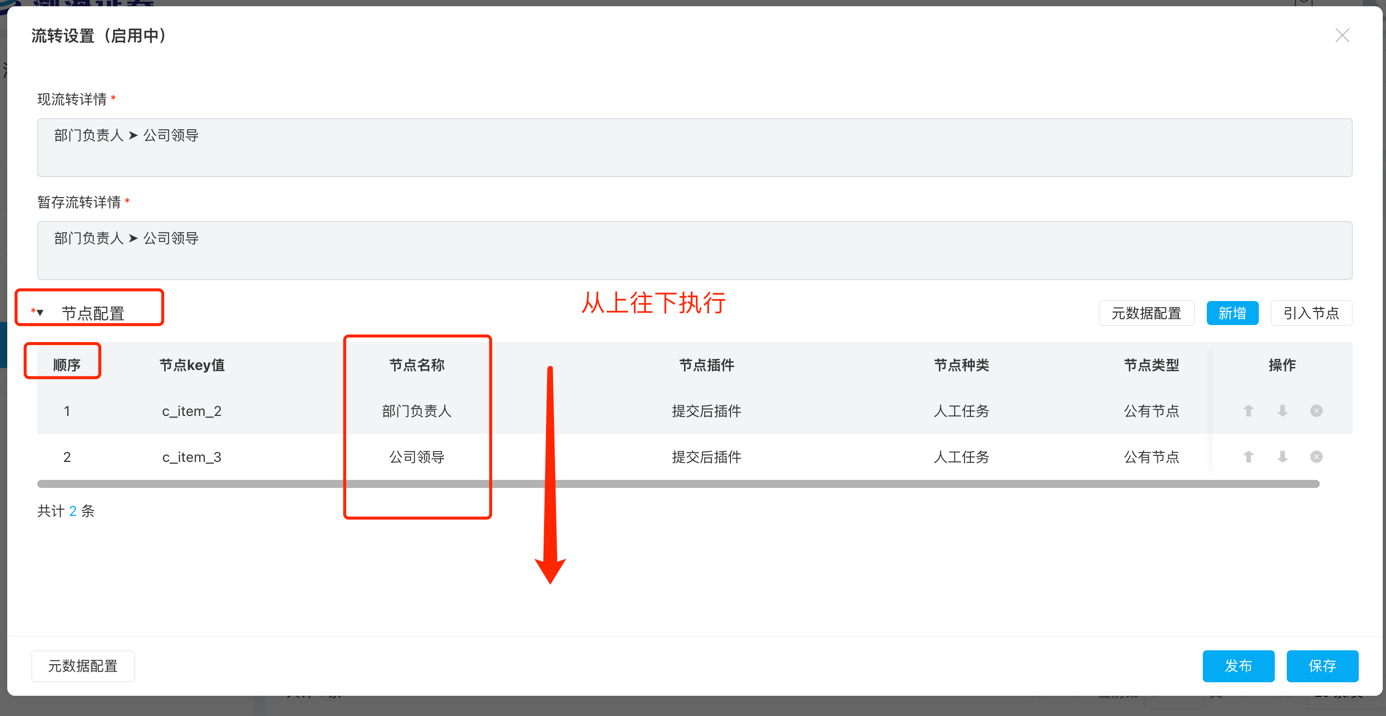 流转设置（启用中）
现流转详情 *
部门负责人 ➤ 公司领导
暂存流转详情 *
部门负责人 ➤ 公司领导
从上往下执行
* ▾ 节点配置 元数据配置 新增 引入节点
顺序 节点key值 节点名称 节点插件 节点种类 节点类型 操作
1 c_item_2 部门负责人 提交后插件 人工任务 公有节点
2 c_item_3 公司领导 提交后插件 人工任务 公有节点
共计 2 条
元数据配置 发布 保存